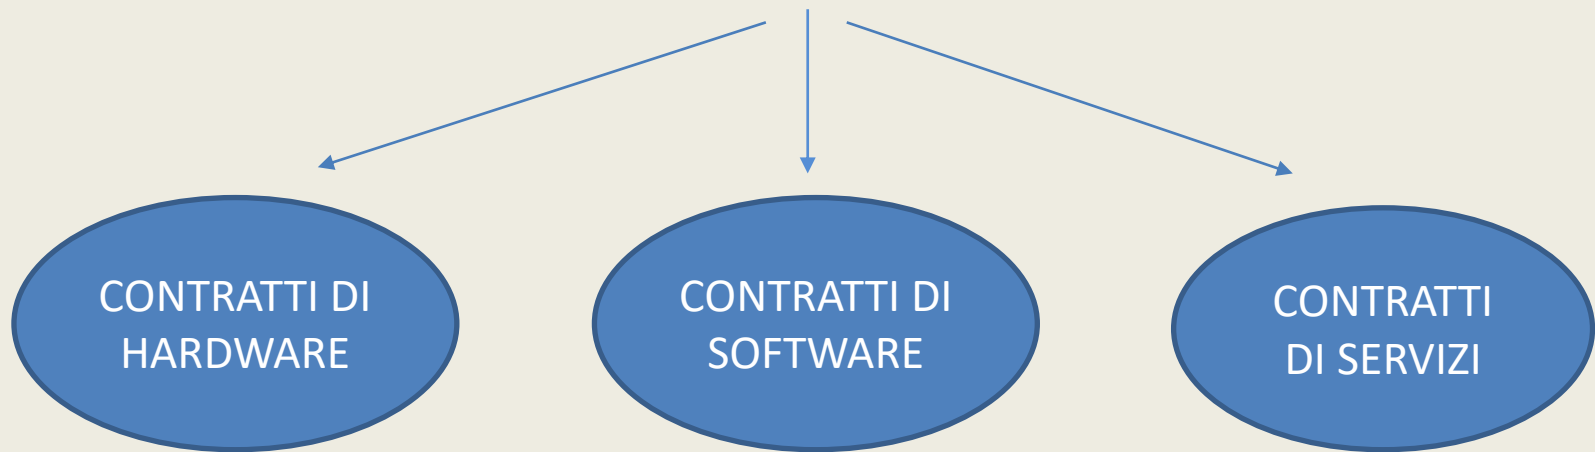 CONTRATTI DI
HARDWARE
CONTRATTI DI
SOFTWARE
CONTRATTI
DI SERVIZI